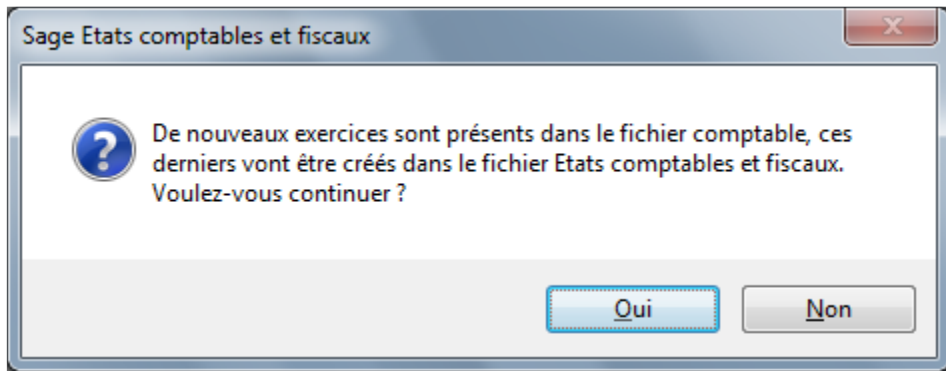 Sage Etats comptables et fiscaux
De nouveaux exercices sont présents dans le fichier comptable, ces
derniers vont être créés dans le fichier Etats comptables et fiscaux.
Voulez-vous continuer ?
Oui
Non